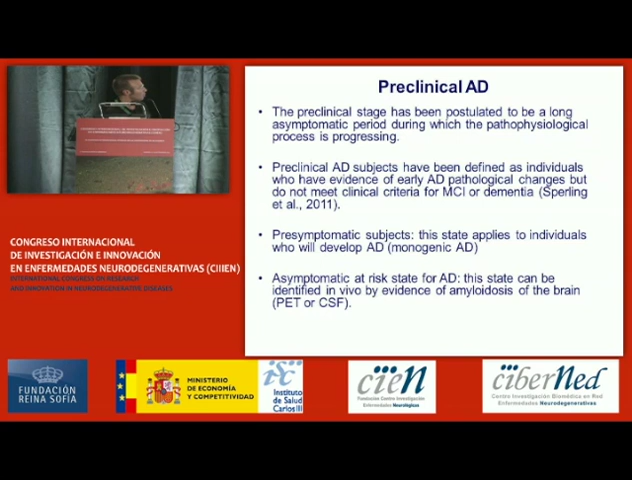 Preclinical AD
• The preclinical stage has been postulated to be a long
asymptomatic period during which the pathophysiological
process is progressing.
• Preclinical AD subjects have been defined as individuals
who have evidence of early AD pathological changes but
do not meet clinical criteria for MCI or dementia (Sperling
et al., 2011).
• Presymptomatic subjects: this state applies to individuals
who will develop AD (monogenic AD)
• Asymptomatic at risk state for AD: this state can be
identified in vivo by evidence of amyloidosis of the brain
(PET or CSF).
CONGRESO INTERNACIONAL
DE INVESTIGACIÓN E INNOVACIÓN
EN ENFERMEDADES NEURODEGENERATIVAS (CIIIEN)
INTERNATIONAL CONGRESS ON RESEARCH
AND INNOVATION IN NEURODEGENERATIVE DISEASES
FUNDACIÓN
REINA SOFÍA
MINISTERIO
DE ECONOMÍA
Y COMPETITIVIDAD
isc
Instituto
de Salud
Carlos III
cien
Fundación Centro Investigación
Enfermedades Neurológicas
ciberned
Centro Investigación Biomédica en Red
Enfermedades Neurodegenerativas